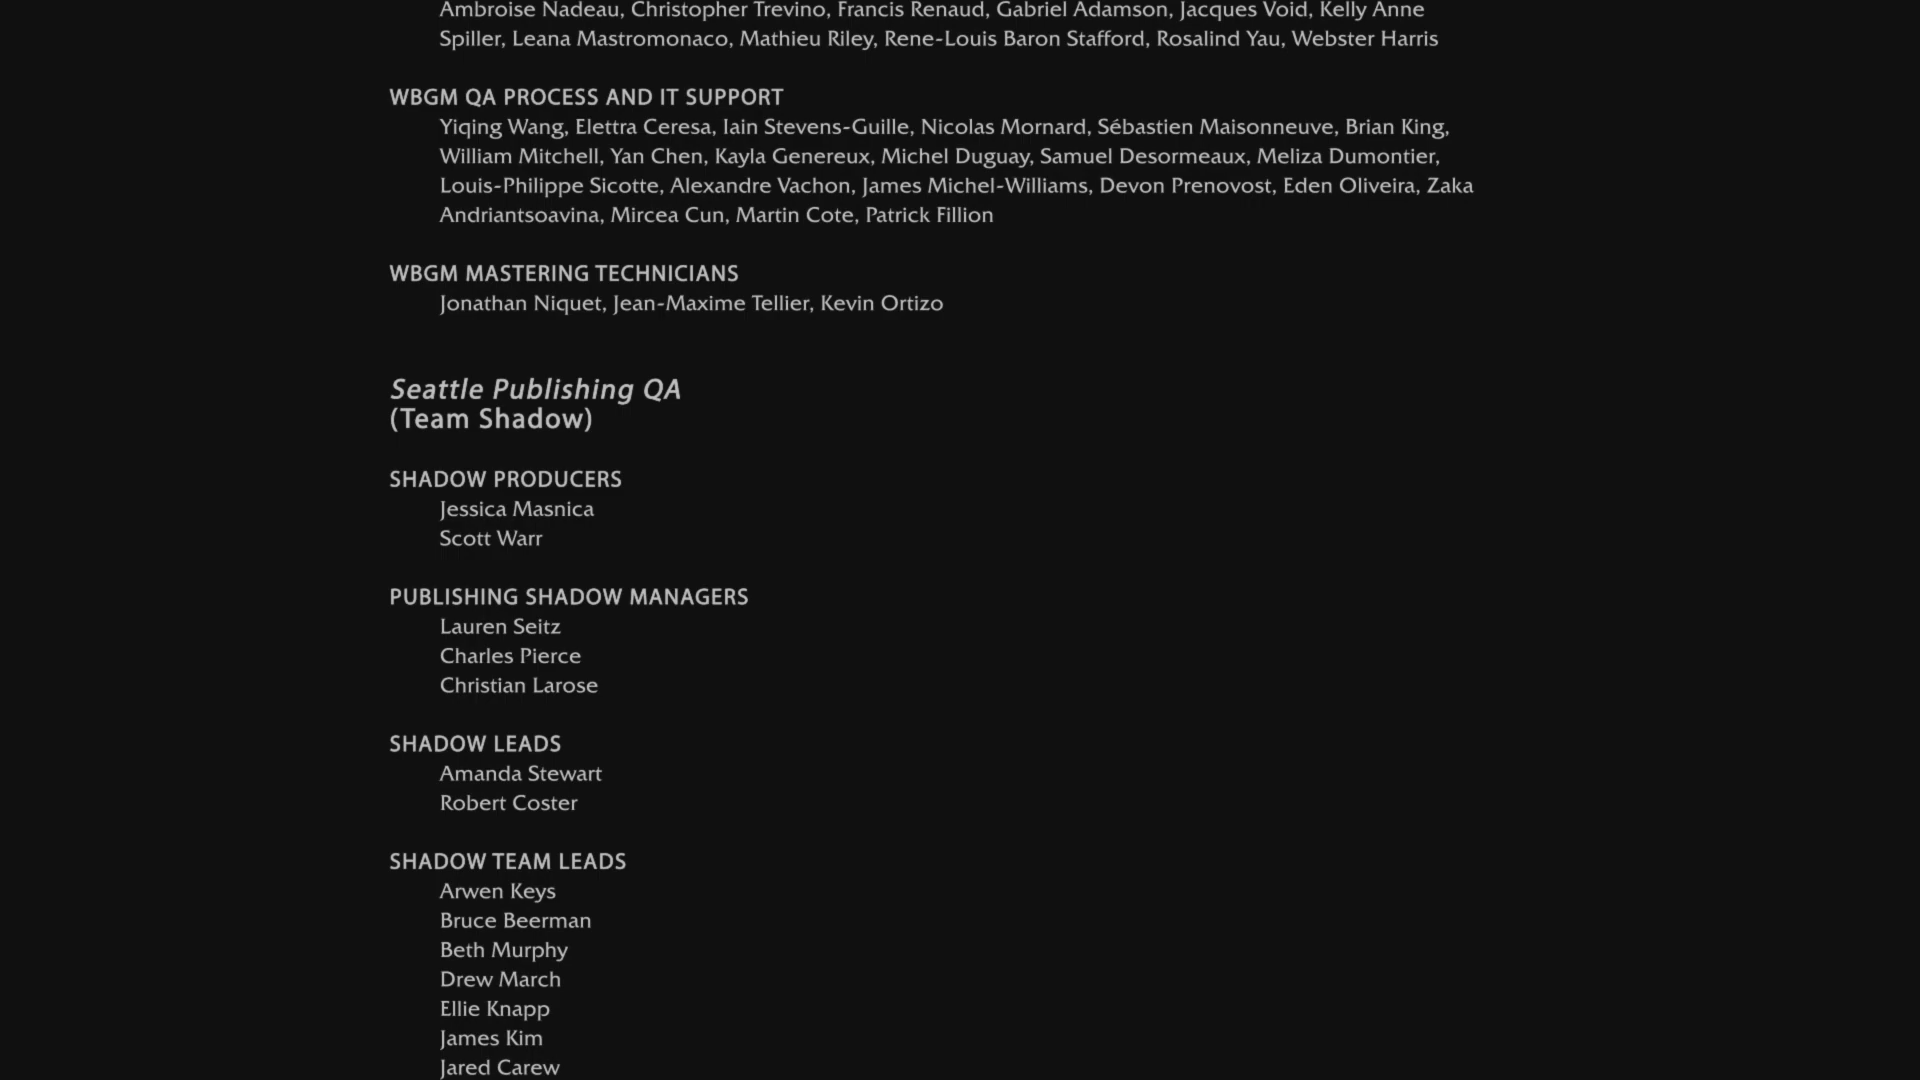 Ambroise Nadeau, Christopher Trevino, Francis Renaud, Gabriel Adamson, Jacques Void, Kelly Anne
Spiller, Leana Mastromonaco, Mathieu Riley, Rene-Louis Baron Stafford, Rosalind Yau, Webster Harris
WBGM QA PROCESS AND IT SUPPORT
Yiqing Wang, Elettra Ceresa, Iain Stevens-Guille, Nicolas Mornard, Sébastien Maisonneuve, Brian King,
William Mitchell, Yan Chen, Kayla Genereux, Michel Duguay, Samuel Desormeaux, Meliza Dumontier,
Louis-Philippe Sicotte, Alexandre Vachon, James Michel-Williams, Devon Prenovost, Eden Oliveira, Zaka
Andriantsoavina, Mircea Cun, Martin Cote, Patrick Fillion
WBGM MASTERING TECHNICIANS
Jonathan Niquet, Jean-Maxime Tellier, Kevin Ortizo
Seattle Publishing QA
(Team Shadow)
SHADOW PRODUCERS
Jessica Masnica
Scott Warr
PUBLISHING SHADOW MANAGERS
Lauren Seitz
Charles Pierce
Christian Larose
SHADOW LEADS
Amanda Stewart
Robert Coster
SHADOW TEAM LEADS
Arwen Keys
Bruce Beerman
Beth Murphy
Drew March
Ellie Knapp
James Kim
Jared Carew